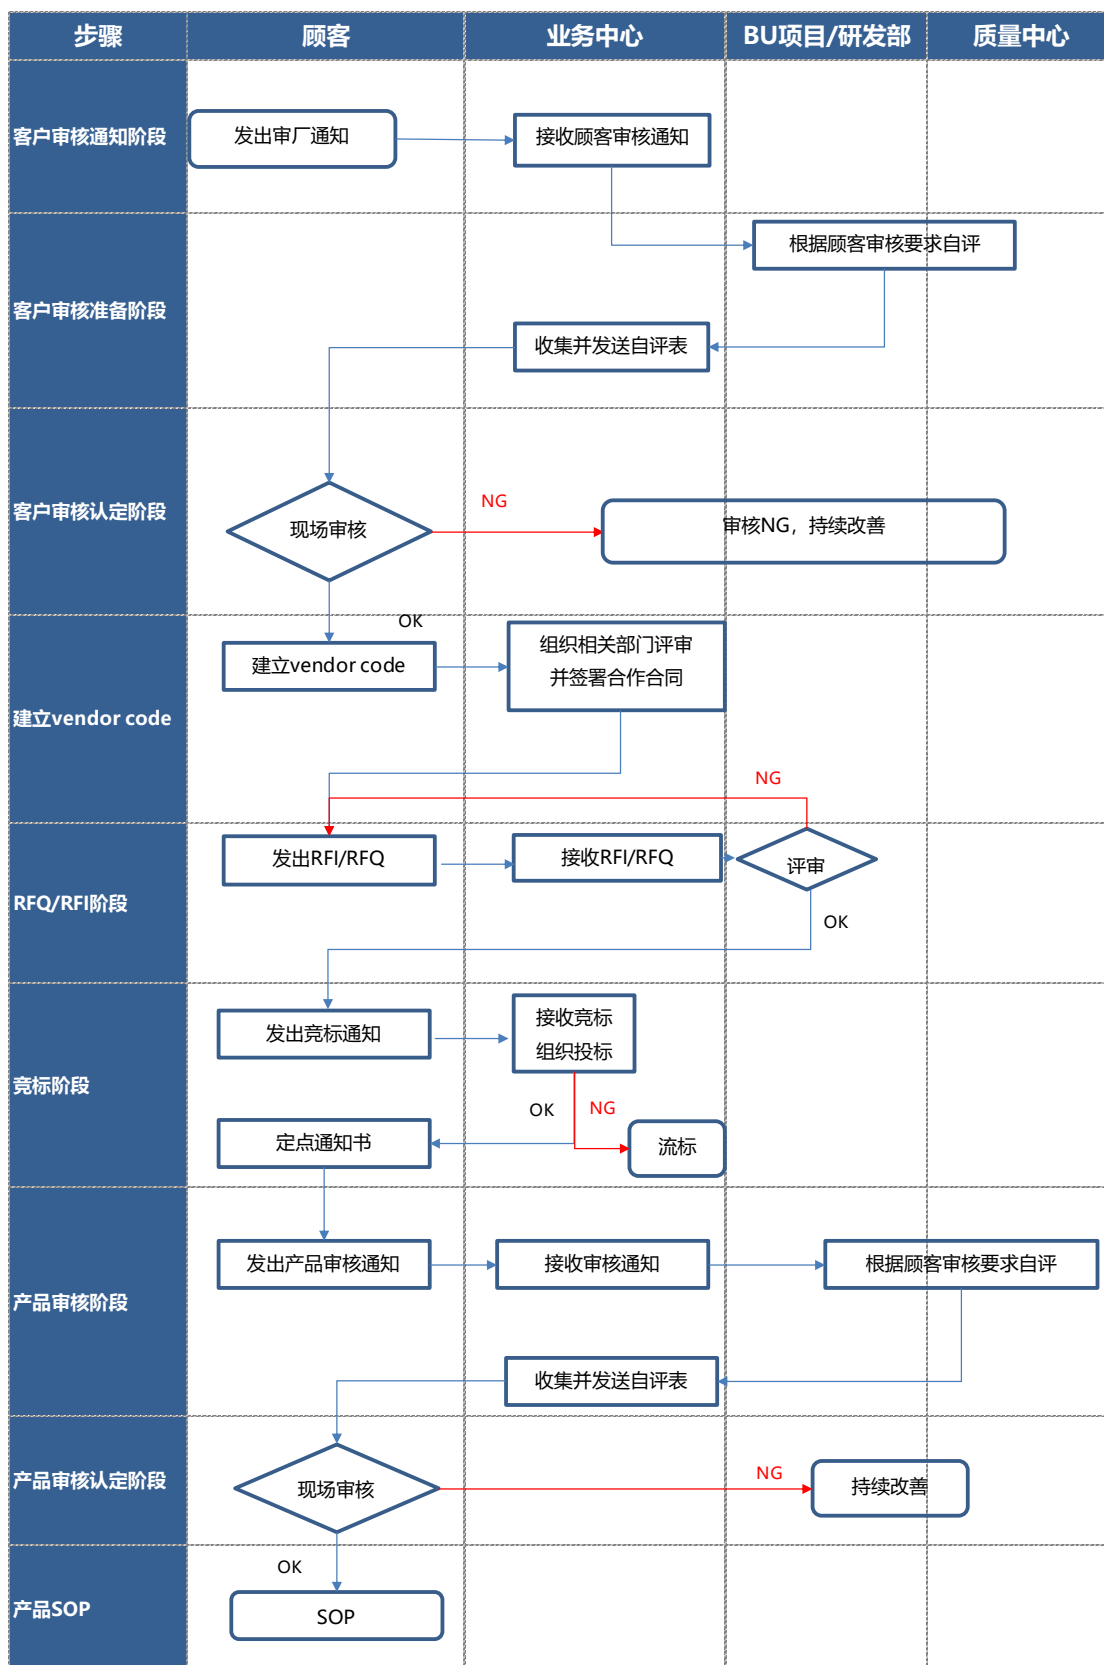 步骤
顾客
业务中心
BU项目/研发部
质量中心
客户审核通知阶段
发出审厂通知
接收顾客审核通知
根据顾客审核要求自评
客户审核准备阶段
收集并发送自评表
客户审核认定阶段
现场审核
NG
审核NG，持续改善
OK
建立vendor code
组织相关部门评审
并签署合作合同
建立vendor code
NG
发出RFI/RFQ
接收RFI/RFQ
评审
RFQ/RFI阶段
OK
发出竞标通知
接收竞标
组织投标
竞标阶段
OK
NG
定点通知书
流标
发出产品审核通知
接收审核通知
根据顾客审核要求自评
产品审核阶段
收集并发送自评表
产品审核认定阶段
现场审核
NG
持续改善
OK
产品SOP
SOP